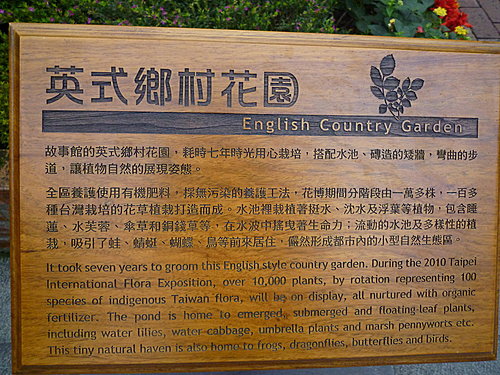 英式鄉村花園
English Country Garden
故事館的英式鄉村花園，耗時七年時光用心栽培，搭配水池、磚造的矮牆，彎曲的步
道，讓植物自然的展現姿態。
全區養護使用有機肥料，採無污染的養護工法，花博期間分階段由一萬多株，一百多
種台灣栽培的花草植栽打造而成。水池裡栽植著挺水、沈水及浮葉等植物，包含睡
蓮、水芙蓉、傘草和銅錢草等，在水波中搖曳著生命力；流動的水池及多樣性的植
栽，吸引了蛙、蜻蜓、蝴蝶、鳥等前來居住，儼然形成都市內的小型自然生態區。
It took seven years to groom this English style country garden. During the 2010 Taipei
International Flora Exposition, over 10,000 plants, by rotation representing 100
species of indigenous Taiwan flora, will be on display, all nurtured with organic
fertilizer. The pond is home to emerged, submerged and floating-leaf plants,
including water lilies, water cabbage, umbrella plants and marsh pennyworts etc.
This tiny natural haven is also home to frogs, dragonflies, butterflies and birds.